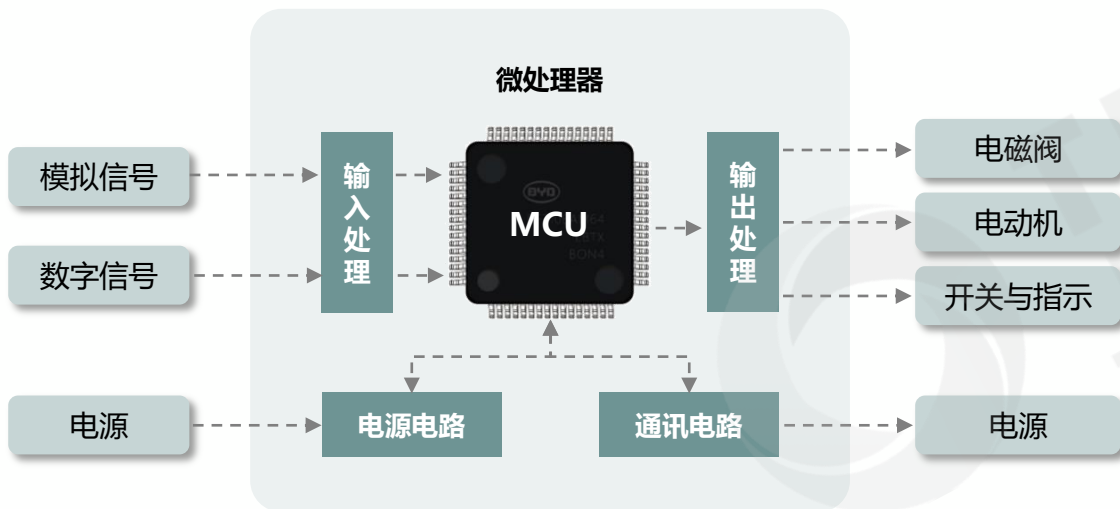 微处理器
模拟信号
数字信号
电源
输入处理
BYD
MCU
BON4
输出处理
电磁阀
电动机
开关与指示
电源电路
通讯电路
电源